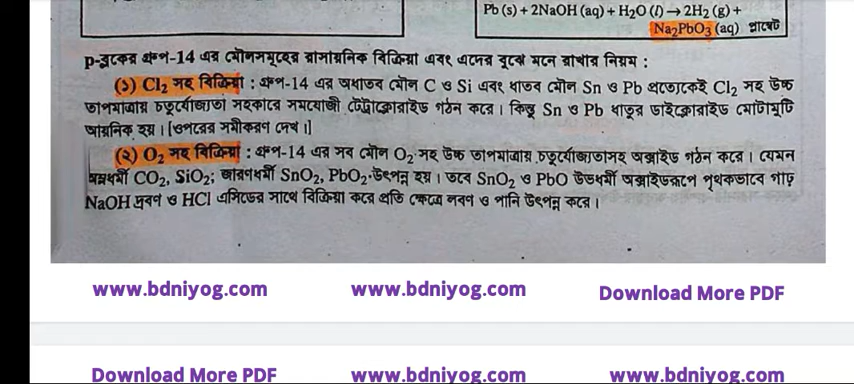 Pb (s) + 2NaOH (aq) + H₂O (l) → 2H₂ (g) +
Na₂PbO₃ (aq) প্লাম্বেট
p-ব্লকের গ্রুপ-14 এর মৌলসমূহের রাসায়নিক বিক্রিয়া এবং এদের বুঝে মনে রাখার নিয়ম :
(১) Cl₂ সহ বিক্রিয়া : গ্রুপ-14 এর অধাতব মৌল C ও Si এবং ধাতব মৌল Sn ও Pb প্রত্যেকেই Cl₂ সহ উচ্চ
তাপমাত্রায় চতুর্যোজ্যতা সহকারে সমযোজী টেট্রাক্লোরাইড গঠন করে। কিন্তু Sn ও Pb ধাতুর ডাইক্লোরাইড মোটামুটি
আয়নিক হয়। [ওপরের সমীকরণ দেখ।]
(২) O₂ সহ বিক্রিয়া : গ্রুপ-14 এর সব মৌল O₂ সহ উচ্চ তাপমাত্রায় চতুর্যোজ্যতাসহ অক্সাইড গঠন করে। যেমন
অম্লধর্মী CO₂, SiO₂; ক্ষারধর্মী SnO₂, PbO₂ উৎপন্ন হয়। তবে SnO₂ ও PbO উভধর্মী অক্সাইডরূপে পৃথকভাবে গাঢ়
NaOH দ্রবণ ও HCl এসিডের সাথে বিক্রিয়া করে প্রতি ক্ষেত্রে লবণ ও পানি উৎপন্ন করে।
www.bdniyog.com www.bdniyog.com Download More PDF
Download More PDF www.bdniyog.com www.bdniyog.com